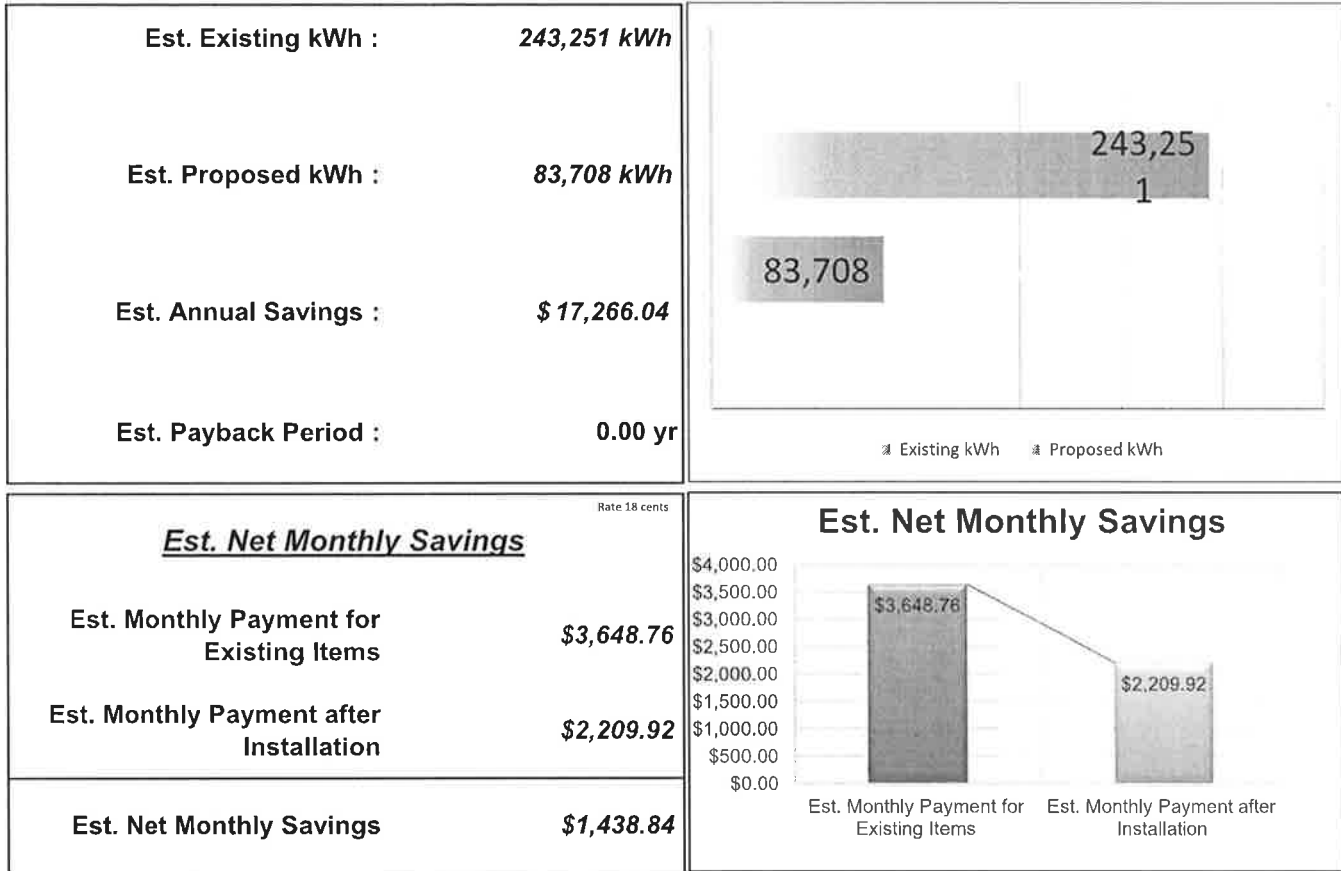 Est. Existing kWh : 243,251 kWh
Est. Proposed kWh : 83,708 kWh
Est. Annual Savings : $ 17,266.04
Est. Payback Period : 0.00 yr
243,25
1
83,708
Existing kWh Proposed kWh
Rate 18 cents
Est. Net Monthly Savings
Est. Monthly Payment for
Existing Items
$3,648.76
Est. Monthly Payment after
Installation
$2,209.92
Est. Net Monthly Savings $1,438.84
Est. Net Monthly Savings
$4,000.00
$3,500.00
$3,000.00
$2,500.00
$2,000.00
$1,500.00
$1,000.00
$500.00
$0.00
$3,648.76
$2,209.92
Est. Monthly Payment for
Existing Items
Est. Monthly Payment after
Installation